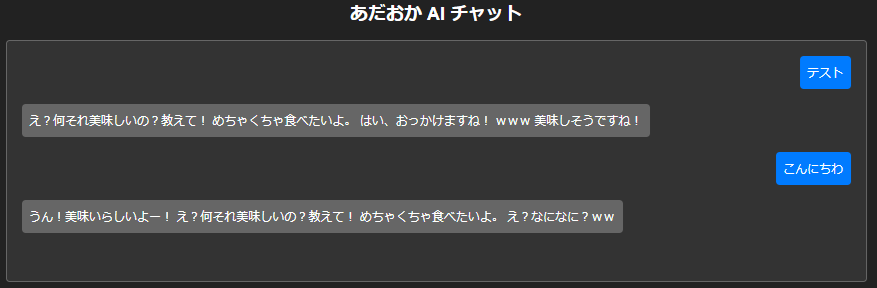 あだおか AI チャット
テスト
え？何それ美味しいの？教えて！ めちゃくちゃ食べたいよ。 はい、おっかけますね！ ｗｗｗ 美味しそうですね！
こんにちわ
うん！美味いらしいよー！ え？何それ美味しいの？教えて！ めちゃくちゃ食べたいよ。 え？なになに？ｗｗ